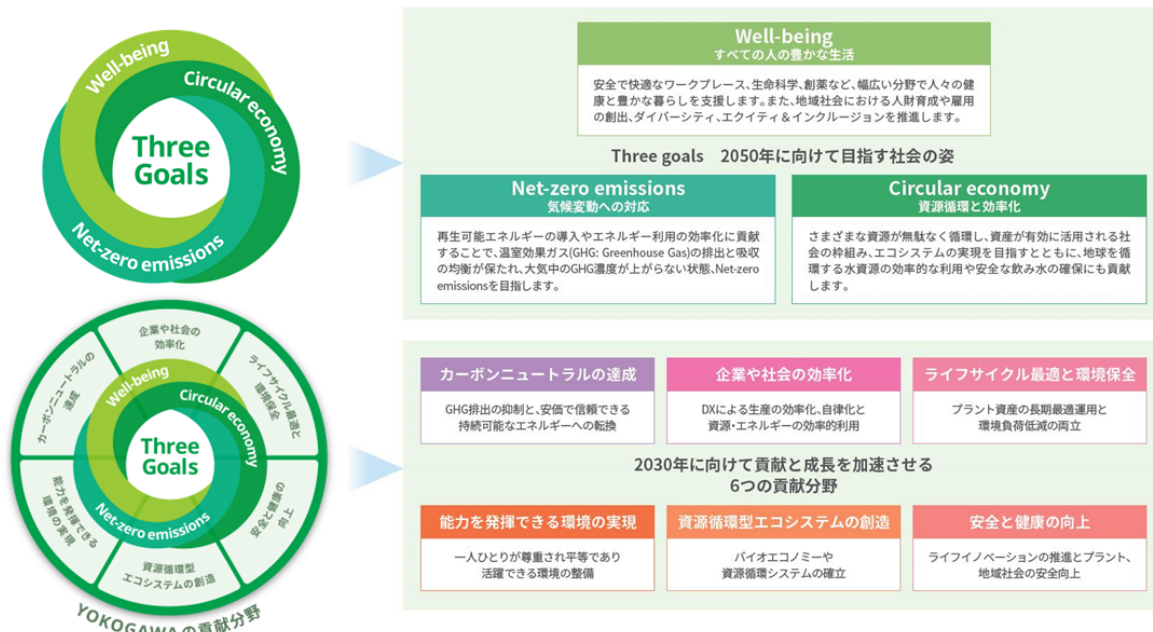 Well-being
Circular economy
Three
Goals
Net-zero emissions
Well-being
すべての人の豊かな生活
安全で快適なワークプレース、生命科学、創薬など、幅広い分野で人々の健
康と豊かな暮らしを支援します。また、地域社会における人財育成や雇用
の創出、ダイバーシティ、エクイティ＆インクルージョンを推進します。
Three goals 2050年に向けて目指す社会の姿
Net-zero emissions
気候変動への対応
再生可能エネルギーの導入やエネルギー利用の効率化に貢献
することで、温室効果ガス(GHG: Greenhouse Gas)の排出と吸収
の均衡が保たれ、大気中のGHG濃度が上がらない状態、Net-zero
emissionsを目指します。
Circular economy
資源循環と効率化
さまざまな資源が無駄なく循環し、資産が有効に活用される社
会の枠組み、エコシステムの実現を目指すとともに、地球を循
環する水資源の効率的な利用や安全な飲み水の確保にも貢献
します。
企業や社会の
効率化
カーボンニュートラルの
達成
ライフサイクル最適と
環境保全
Well-being
Circular economy
Three
Goals
Net-zero emissions
能力を発揮できる
環境の実現
安全と健康の
向上
資源循環型
エコシステムの創造
YOKOGAWAの貢献分野
カーボンニュートラルの達成
GHG排出の抑制と、安価で信頼できる
持続可能なエネルギーへの転換
企業や社会の効率化
DXによる生産の効率化、自律化と
資源・エネルギーの効率的利用
ライフサイクル最適と環境保全
プラント資産の長期最適運用と
環境負荷低減の両立
2030年に向けて貢献と成長を加速させる
6つの貢献分野
能力を発揮できる環境の実現
一人ひとりが尊重され平等であり
活躍できる環境の整備
資源循環型エコシステムの創造
バイオエコノミーや
資源循環システムの確立
安全と健康の向上
ライフイノベーションの推進とプラント、
地域社会の安全向上